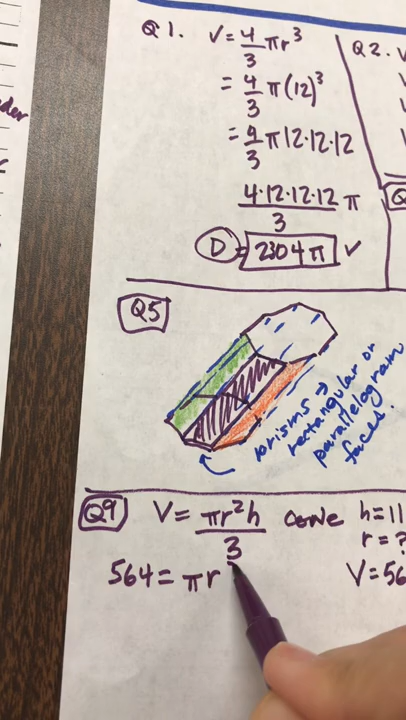 Q1. V = 4/3 πr³
= 4/3 π(12)³
= 4/3 π12·12·12
4·12·12·12/3 π
D = 2304π ✓
Q2. V
Q5
prisms →
rectangular or
parallelogram
faces.
Q9 V = πr²h/3 cone h=11
r=?
564 = πr V=56